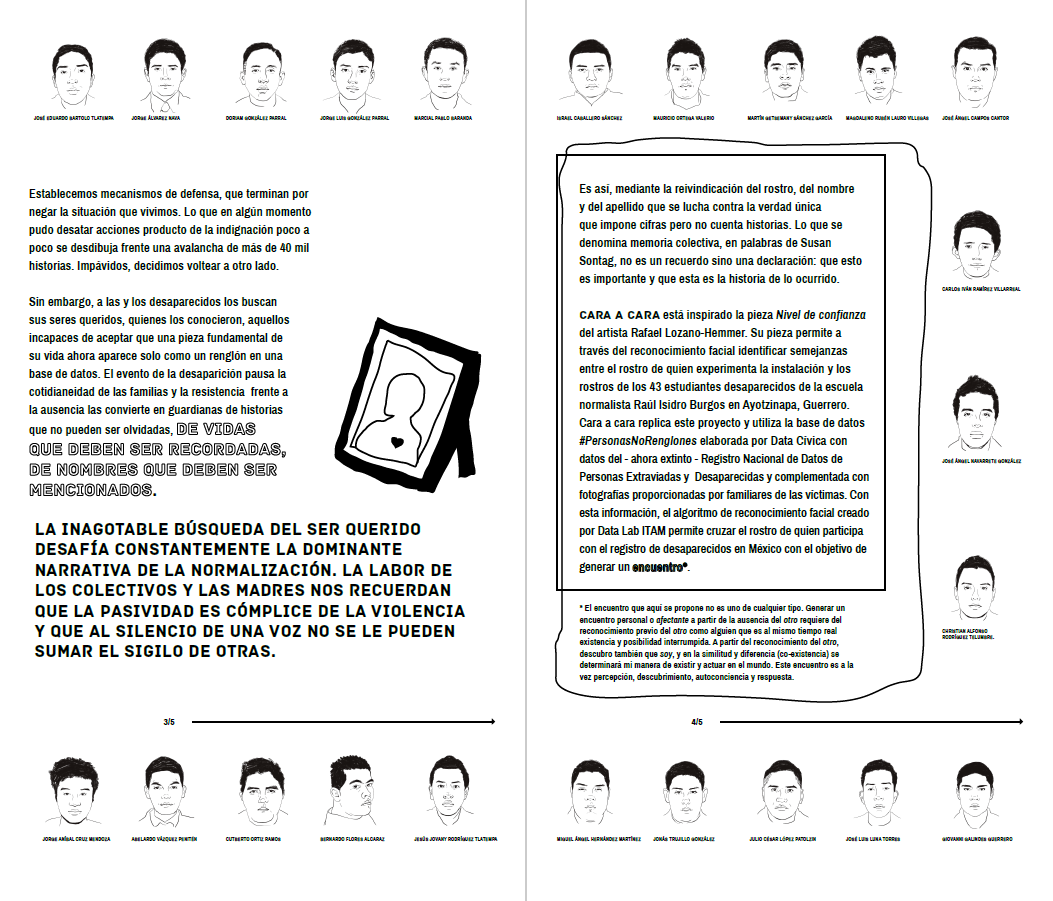 JOSÉ EDUARDO BARTOLO TLATEMPA
JORGE ÁLVAREZ NAVA
DORIAM GONZÁLEZ PARRAL
JORGE LUIS GONZÁLEZ PARRAL
MARCIAL PABLO BARANDA
Establecemos mecanismos de defensa, que terminan por
negar la situación que vivimos. Lo que en algún momento
pudo desatar acciones producto de la indignación poco a
poco se desdibuja frente una avalancha de más de 40 mil
historias. Impávidos, decidimos voltear a otro lado.
Sin embargo, a las y los desaparecidos los buscan
sus seres queridos, quienes los conocieron, aquellos
incapaces de aceptar que una pieza fundamental de
su vida ahora aparece solo como un renglón en una
base de datos. El evento de la desaparición pausa la
cotidianeidad de las familias y la resistencia frente a
la ausencia las convierte en guardianas de historias
que no pueden ser olvidadas, DE VIDAS
QUE DEBEN SER RECORDADAS,
DE NOMBRES QUE DEBEN SER
MENCIONADOS.
LA INAGOTABLE BÚSQUEDA DEL SER QUERIDO
DESAFÍA CONSTANTEMENTE LA DOMINANTE
NARRATIVA DE LA NORMALIZACIÓN. LA LABOR DE
LOS COLECTIVOS Y LAS MADRES NOS RECUERDAN
QUE LA PASIVIDAD ES CÓMPLICE DE LA VIOLENCIA
Y QUE AL SILENCIO DE UNA VOZ NO SE LE PUEDEN
SUMAR EL SIGILO DE OTRAS.
3/5
JORGE ANÍBAL CRUZ MENDOZA
ABELARDO VÁZQUEZ PENITÉN
CUTBERTO ORTIZ RAMOS
BERNARDO FLORES ALCARAZ
JESÚS JOVANY RODRÍGUEZ TLATEMPA
ISRAEL CABALLERO SÁNCHEZ
MAURICIO ORTEGA VALERIO
MARTÍN GETSEMANY SÁNCHEZ GARCÍA
MAGDALENO RUBÉN LAURO VILLEGAS
JOSÉ ÁNGEL CAMPOS CANTOR
Es así, mediante la reivindicación del rostro, del nombre
y del apellido que se lucha contra la verdad única
que impone cifras pero no cuenta historias. Lo que se
denomina memoria colectiva, en palabras de Susan
Sontag, no es un recuerdo sino una declaración: que esto
es importante y que esta es la historia de lo ocurrido.
CARA A CARA está inspirado la pieza Nivel de confianza
del artista Rafael Lozano-Hemmer. Su pieza permite a
través del reconocimiento facial identificar semejanzas
entre el rostro de quien experimenta la instalación y los
rostros de los 43 estudiantes desaparecidos de la escuela
normalista Raúl Isidro Burgos en Ayotzinapa, Guerrero.
Cara a cara replica este proyecto y utiliza la base de datos
#PersonasNoRenglones elaborada por Data Cívica con
datos del - ahora extinto - Registro Nacional de Datos de
Personas Extraviadas y Desaparecidas y complementada con
fotografías proporcionadas por familiares de las víctimas. Con
esta información, el algoritmo de reconocimiento facial creado
por Data Lab ITAM permite cruzar el rostro de quien participa
con el registro de desaparecidos en México con el objetivo de
generar un encuentro*.
* El encuentro que aquí se propone no es uno de cualquier tipo. Generar un
encuentro personal o afectante a partir de la ausencia del otro requiere del
reconocimiento previo del otro como alguien que es al mismo tiempo real
existencia y posibilidad interrumpida. A partir del reconocimiento del otro,
descubro también que soy, y en la similitud y diferencia (co-existencia) se
determinará mi manera de existir y actuar en el mundo. Este encuentro es a la
vez percepción, descubrimiento, autoconciencia y respuesta.
CARLOS IVÁN RAMÍREZ VILLARREAL
JOSÉ ÁNGEL NAVARRETE GONZÁLEZ
CHRISTIAN ALFONSO
RODRÍGUEZ TELUMBRE.
4/5
MIGUEL ÁNGEL HERNÁNDEZ MARTÍNEZ
JONÁS TRUJILLO GONZÁLEZ
JULIO CÉSAR LÓPEZ PATOLZIN
JOSÉ LUIS LUNA TORRES
GIOVANNI GALINDES GUERRERO